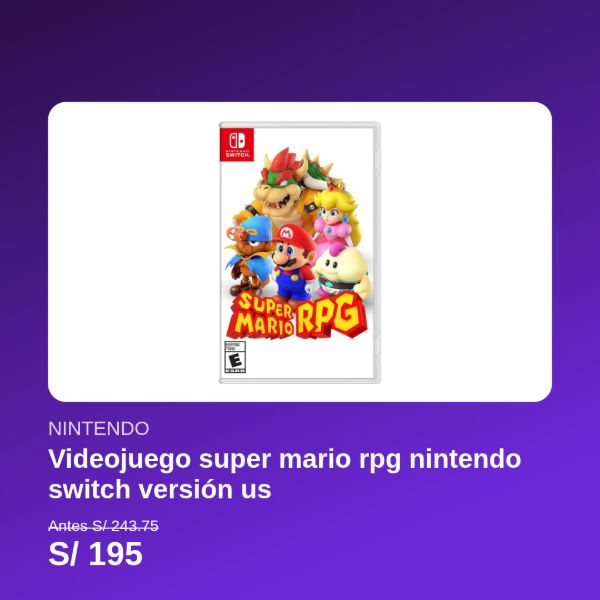 NINTENDO
SWITCH.
SUPER
MARIO RPG
EVERYONE
E
ESRB
NINTENDO
Videojuego super mario rpg nintendo
switch versión us
Antes S/ 243.75
S/ 195